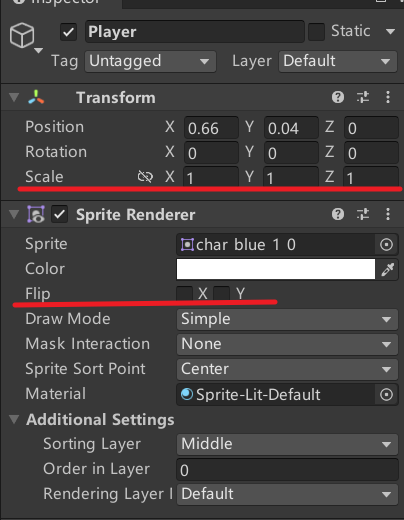 Inspector
Player Static
Tag Untagged Layer Default
Transform
Position X 0.66 Y 0.04 Z 0
Rotation X 0 Y 0 Z 0
Scale X 1 Y 1 Z 1
Sprite Renderer
Sprite char blue 1 0
Color
Flip X Y
Draw Mode Simple
Mask Interaction None
Sprite Sort Point Center
Material Sprite-Lit-Default
Additional Settings
Sorting Layer Middle
Order in Layer 0
Rendering Layer Default